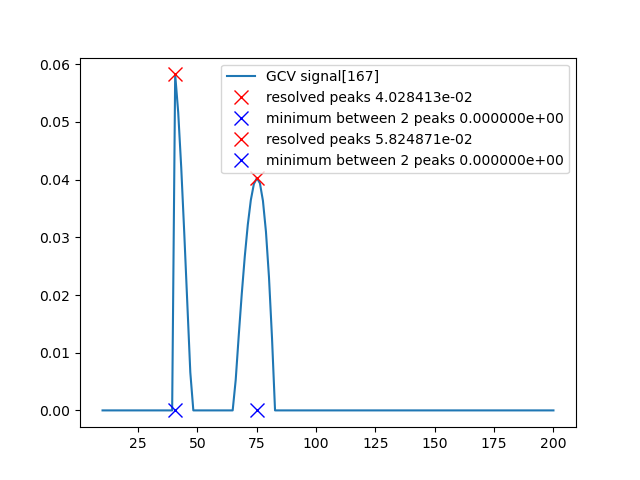 GCV signal[167]
resolved peaks 4.028413e-02
minimum between 2 peaks 0.000000e+00
resolved peaks 5.824871e-02
minimum between 2 peaks 0.000000e+00
0.06
0.05
0.04
0.03
0.02
0.01
0.00
25 50 75 100 125 150 175 200